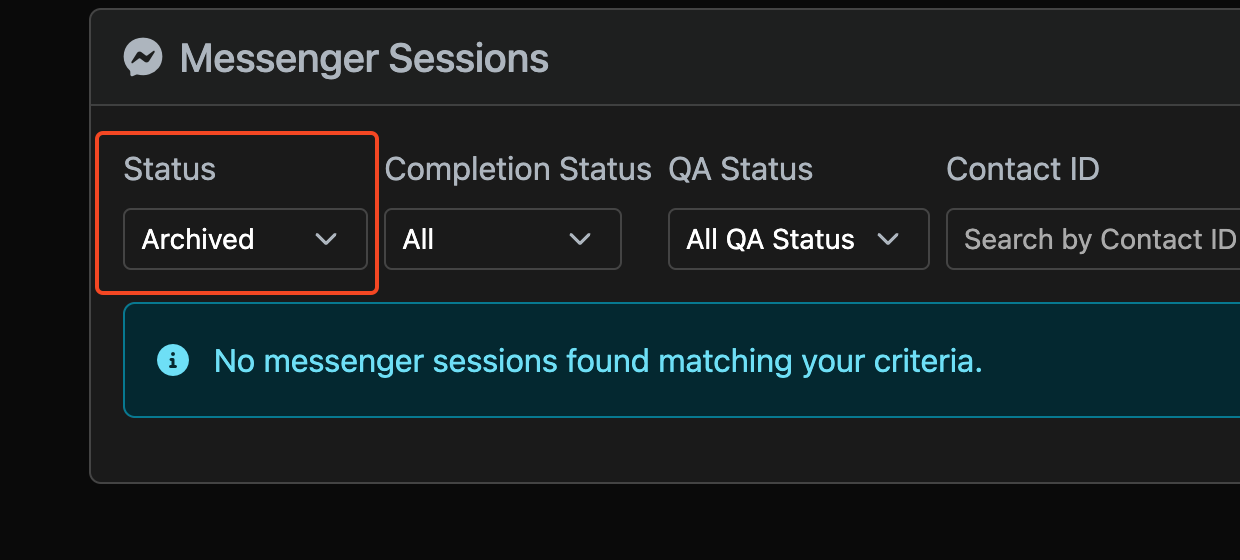 Messenger Sessions
Status Completion Status QA Status Contact ID
Archived All All QA Status Search by Contact ID
No messenger sessions found matching your criteria.